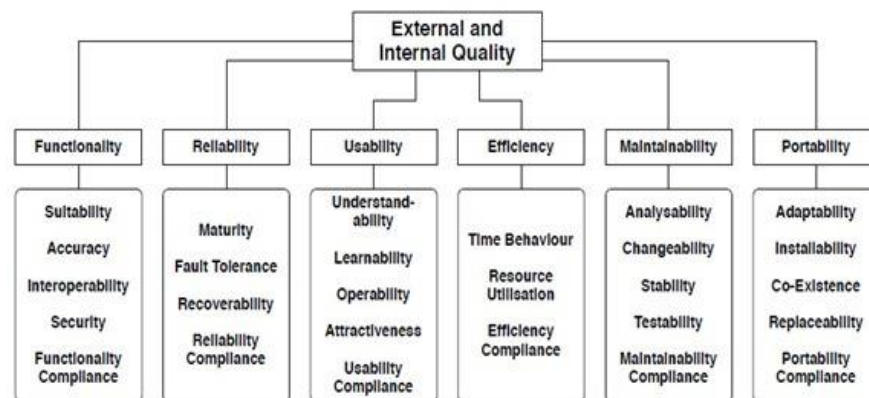 External and
Internal Quality
Functionality
Reliability
Usability
Efficiency
Maintainability
Portability
Suitability
Accuracy
Interoperability
Security
Functionality
Compliance
Maturity
Fault Tolerance
Recoverability
Reliability
Compliance
Understand-
ability
Learnability
Operability
Attractiveness
Usability
Compliance
Time Behaviour
Resource
Utilisation
Efficiency
Compliance
Analysability
Changeability
Stability
Testability
Maintainability
Compliance
Adaptability
Installability
Co-Existence
Replaceability
Portability
Compliance